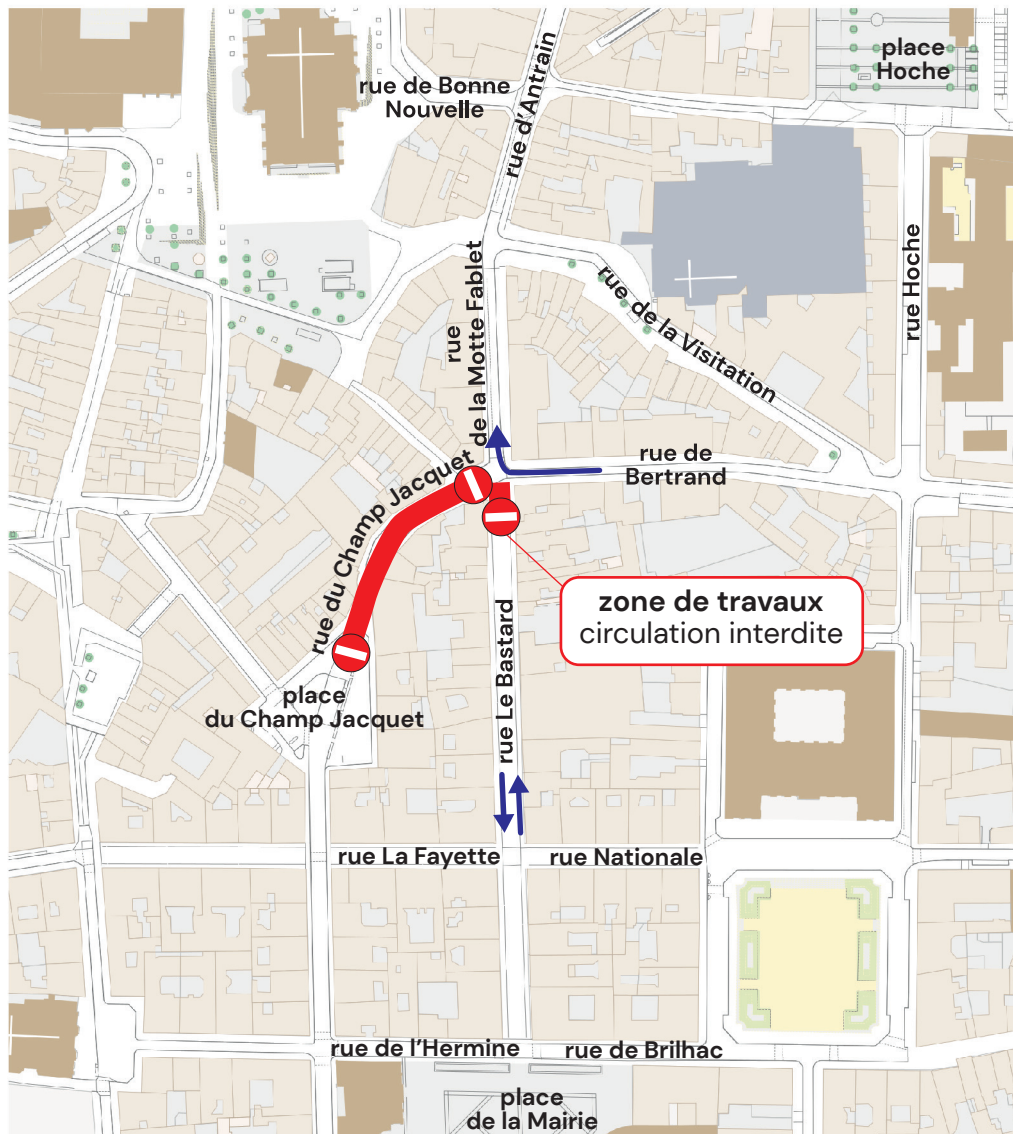 place
Hoche
rue de Bonne
Nouvelle
rue d'Antrain
rue Hoche
rue
de la Motte Fablet
rue de la Visitation
rue de
Bertrand
rue du Champ Jacquet
zone de travaux
circulation interdite
rue Le Bastard
place
du Champ Jacquet
rue La Fayette
rue Nationale
rue de l'Hermine
rue de Brilhac
place
de la Mairie